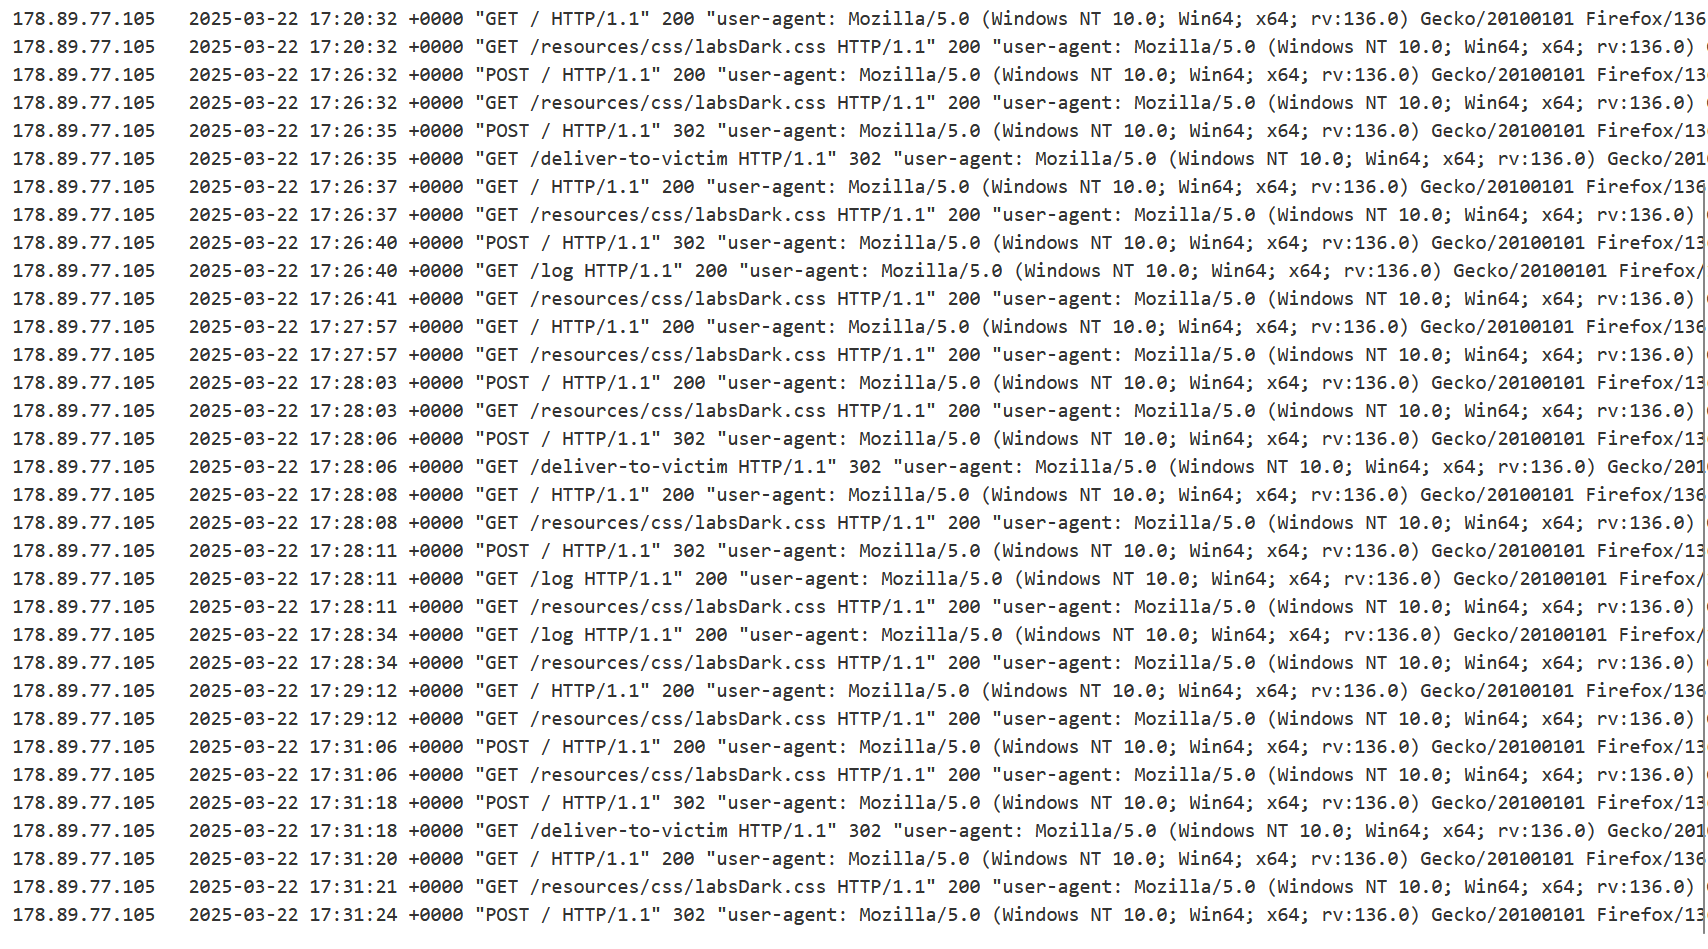 178.89.77.105   2025-03-22 17:20:32 +0000 "GET / HTTP/1.1" 200 "user-agent: Mozilla/5.0 (Windows NT 10.0; Win64; x64; rv:136.0) Gecko/20100101 Firefox/136
178.89.77.105   2025-03-22 17:20:32 +0000 "GET /resources/css/labsDark.css HTTP/1.1" 200 "user-agent: Mozilla/5.0 (Windows NT 10.0; Win64; x64; rv:136.0)
178.89.77.105   2025-03-22 17:26:32 +0000 "POST / HTTP/1.1" 200 "user-agent: Mozilla/5.0 (Windows NT 10.0; Win64; x64; rv:136.0) Gecko/20100101 Firefox/13
178.89.77.105   2025-03-22 17:26:32 +0000 "GET /resources/css/labsDark.css HTTP/1.1" 200 "user-agent: Mozilla/5.0 (Windows NT 10.0; Win64; x64; rv:136.0)
178.89.77.105   2025-03-22 17:26:35 +0000 "POST / HTTP/1.1" 302 "user-agent: Mozilla/5.0 (Windows NT 10.0; Win64; x64; rv:136.0) Gecko/20100101 Firefox/13
178.89.77.105   2025-03-22 17:26:35 +0000 "GET /deliver-to-victim HTTP/1.1" 302 "user-agent: Mozilla/5.0 (Windows NT 10.0; Win64; x64; rv:136.0) Gecko/201
178.89.77.105   2025-03-22 17:26:37 +0000 "GET / HTTP/1.1" 200 "user-agent: Mozilla/5.0 (Windows NT 10.0; Win64; x64; rv:136.0) Gecko/20100101 Firefox/136
178.89.77.105   2025-03-22 17:26:37 +0000 "GET /resources/css/labsDark.css HTTP/1.1" 200 "user-agent: Mozilla/5.0 (Windows NT 10.0; Win64; x64; rv:136.0)
178.89.77.105   2025-03-22 17:26:40 +0000 "POST / HTTP/1.1" 302 "user-agent: Mozilla/5.0 (Windows NT 10.0; Win64; x64; rv:136.0) Gecko/20100101 Firefox/13
178.89.77.105   2025-03-22 17:26:40 +0000 "GET /log HTTP/1.1" 200 "user-agent: Mozilla/5.0 (Windows NT 10.0; Win64; x64; rv:136.0) Gecko/20100101 Firefox/
178.89.77.105   2025-03-22 17:26:41 +0000 "GET /resources/css/labsDark.css HTTP/1.1" 200 "user-agent: Mozilla/5.0 (Windows NT 10.0; Win64; x64; rv:136.0)
178.89.77.105   2025-03-22 17:27:57 +0000 "GET / HTTP/1.1" 200 "user-agent: Mozilla/5.0 (Windows NT 10.0; Win64; x64; rv:136.0) Gecko/20100101 Firefox/136
178.89.77.105   2025-03-22 17:27:57 +0000 "GET /resources/css/labsDark.css HTTP/1.1" 200 "user-agent: Mozilla/5.0 (Windows NT 10.0; Win64; x64; rv:136.0)
178.89.77.105   2025-03-22 17:28:03 +0000 "POST / HTTP/1.1" 200 "user-agent: Mozilla/5.0 (Windows NT 10.0; Win64; x64; rv:136.0) Gecko/20100101 Firefox/13
178.89.77.105   2025-03-22 17:28:03 +0000 "GET /resources/css/labsDark.css HTTP/1.1" 200 "user-agent: Mozilla/5.0 (Windows NT 10.0; Win64; x64; rv:136.0)
178.89.77.105   2025-03-22 17:28:06 +0000 "POST / HTTP/1.1" 302 "user-agent: Mozilla/5.0 (Windows NT 10.0; Win64; x64; rv:136.0) Gecko/20100101 Firefox/13
178.89.77.105   2025-03-22 17:28:06 +0000 "GET /deliver-to-victim HTTP/1.1" 302 "user-agent: Mozilla/5.0 (Windows NT 10.0; Win64; x64; rv:136.0) Gecko/201
178.89.77.105   2025-03-22 17:28:08 +0000 "GET / HTTP/1.1" 200 "user-agent: Mozilla/5.0 (Windows NT 10.0; Win64; x64; rv:136.0) Gecko/20100101 Firefox/136
178.89.77.105   2025-03-22 17:28:08 +0000 "GET /resources/css/labsDark.css HTTP/1.1" 200 "user-agent: Mozilla/5.0 (Windows NT 10.0; Win64; x64; rv:136.0)
178.89.77.105   2025-03-22 17:28:11 +0000 "POST / HTTP/1.1" 302 "user-agent: Mozilla/5.0 (Windows NT 10.0; Win64; x64; rv:136.0) Gecko/20100101 Firefox/13
178.89.77.105   2025-03-22 17:28:11 +0000 "GET /log HTTP/1.1" 200 "user-agent: Mozilla/5.0 (Windows NT 10.0; Win64; x64; rv:136.0) Gecko/20100101 Firefox/
178.89.77.105   2025-03-22 17:28:11 +0000 "GET /resources/css/labsDark.css HTTP/1.1" 200 "user-agent: Mozilla/5.0 (Windows NT 10.0; Win64; x64; rv:136.0)
178.89.77.105   2025-03-22 17:28:34 +0000 "GET /log HTTP/1.1" 200 "user-agent: Mozilla/5.0 (Windows NT 10.0; Win64; x64; rv:136.0) Gecko/20100101 Firefox/
178.89.77.105   2025-03-22 17:28:34 +0000 "GET /resources/css/labsDark.css HTTP/1.1" 200 "user-agent: Mozilla/5.0 (Windows NT 10.0; Win64; x64; rv:136.0)
178.89.77.105   2025-03-22 17:29:12 +0000 "GET / HTTP/1.1" 200 "user-agent: Mozilla/5.0 (Windows NT 10.0; Win64; x64; rv:136.0) Gecko/20100101 Firefox/136
178.89.77.105   2025-03-22 17:29:12 +0000 "GET /resources/css/labsDark.css HTTP/1.1" 200 "user-agent: Mozilla/5.0 (Windows NT 10.0; Win64; x64; rv:136.0)
178.89.77.105   2025-03-22 17:31:06 +0000 "POST / HTTP/1.1" 200 "user-agent: Mozilla/5.0 (Windows NT 10.0; Win64; x64; rv:136.0) Gecko/20100101 Firefox/13
178.89.77.105   2025-03-22 17:31:06 +0000 "GET /resources/css/labsDark.css HTTP/1.1" 200 "user-agent: Mozilla/5.0 (Windows NT 10.0; Win64; x64; rv:136.0)
178.89.77.105   2025-03-22 17:31:18 +0000 "POST / HTTP/1.1" 302 "user-agent: Mozilla/5.0 (Windows NT 10.0; Win64; x64; rv:136.0) Gecko/20100101 Firefox/13
178.89.77.105   2025-03-22 17:31:18 +0000 "GET /deliver-to-victim HTTP/1.1" 302 "user-agent: Mozilla/5.0 (Windows NT 10.0; Win64; x64; rv:136.0) Gecko/201
178.89.77.105   2025-03-22 17:31:20 +0000 "GET / HTTP/1.1" 200 "user-agent: Mozilla/5.0 (Windows NT 10.0; Win64; x64; rv:136.0) Gecko/20100101 Firefox/136
178.89.77.105   2025-03-22 17:31:21 +0000 "GET /resources/css/labsDark.css HTTP/1.1" 200 "user-agent: Mozilla/5.0 (Windows NT 10.0; Win64; x64; rv:136.0)
178.89.77.105   2025-03-22 17:31:24 +0000 "POST / HTTP/1.1" 302 "user-agent: Mozilla/5.0 (Windows NT 10.0; Win64; x64; rv:136.0) Gecko/20100101 Firefox/13